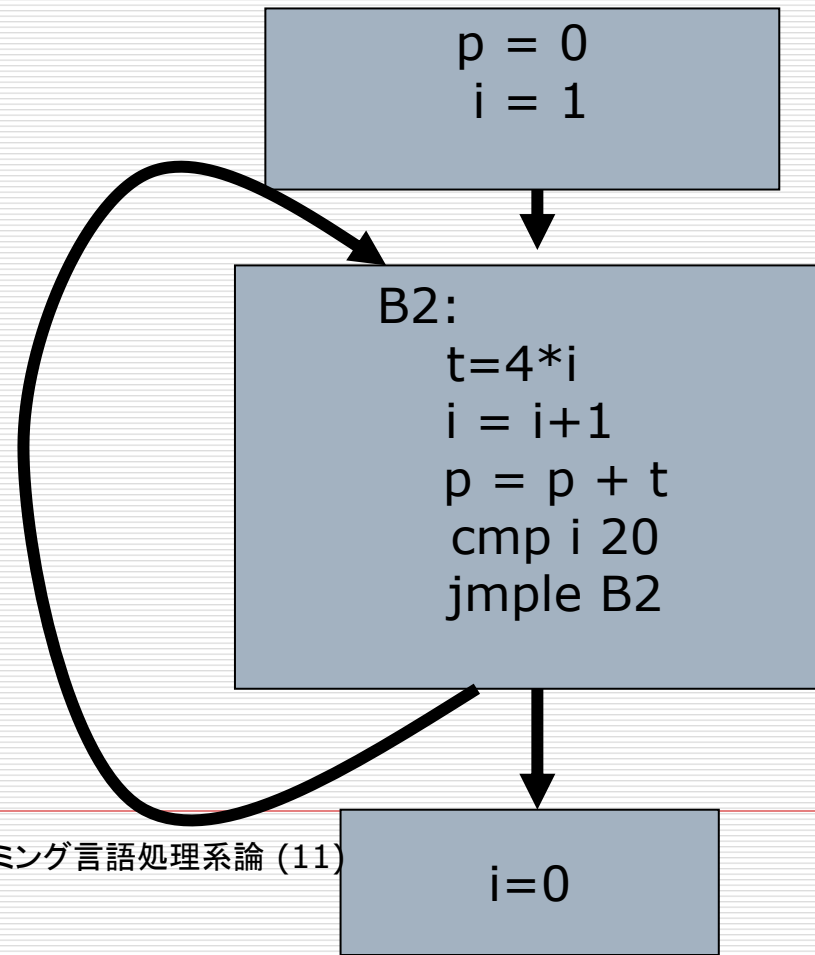 p = 0
i = 1
B2:
t=4*i
i = i+1
p = p + t
cmp i 20
jmple B2
ミング言語処理系論 (11)
i=0